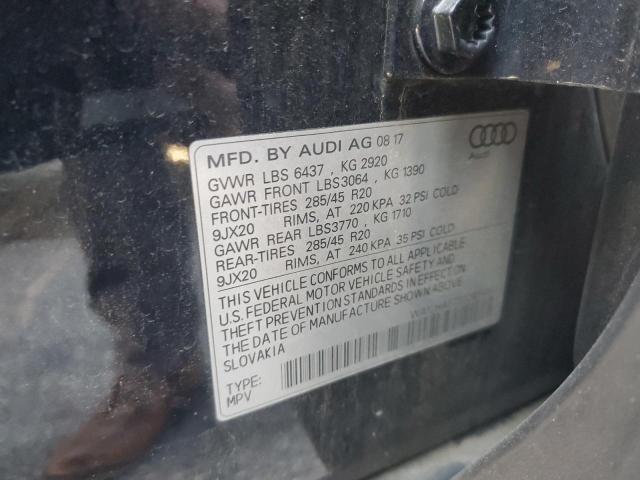 MFD. BY AUDI AG 08 17
Audi
GVWR LBS 6437 , KG 2920
GAWR FRONT LBS3064 , KG 1390
FRONT-TIRES 285/45 R20
9JX20 RIMS, AT 220 KPA 32 PSI COLD
GAWR REAR LBS3770 , KG 1710
REAR-TIRES 285/45 R20
9JX20 RIMS, AT 240 KPA 35 PSI COLD
THIS VEHICLE CONFORMS TO ALL APPLICABLE
U.S. FEDERAL MOTOR VEHICLE SAFETY AND
THEFT PREVENTION STANDARDS IN EFFECT ON
THE DATE OF MANUFACTURE SHOWN ABOVE
SLOVAKIA
TYPE:
MPV